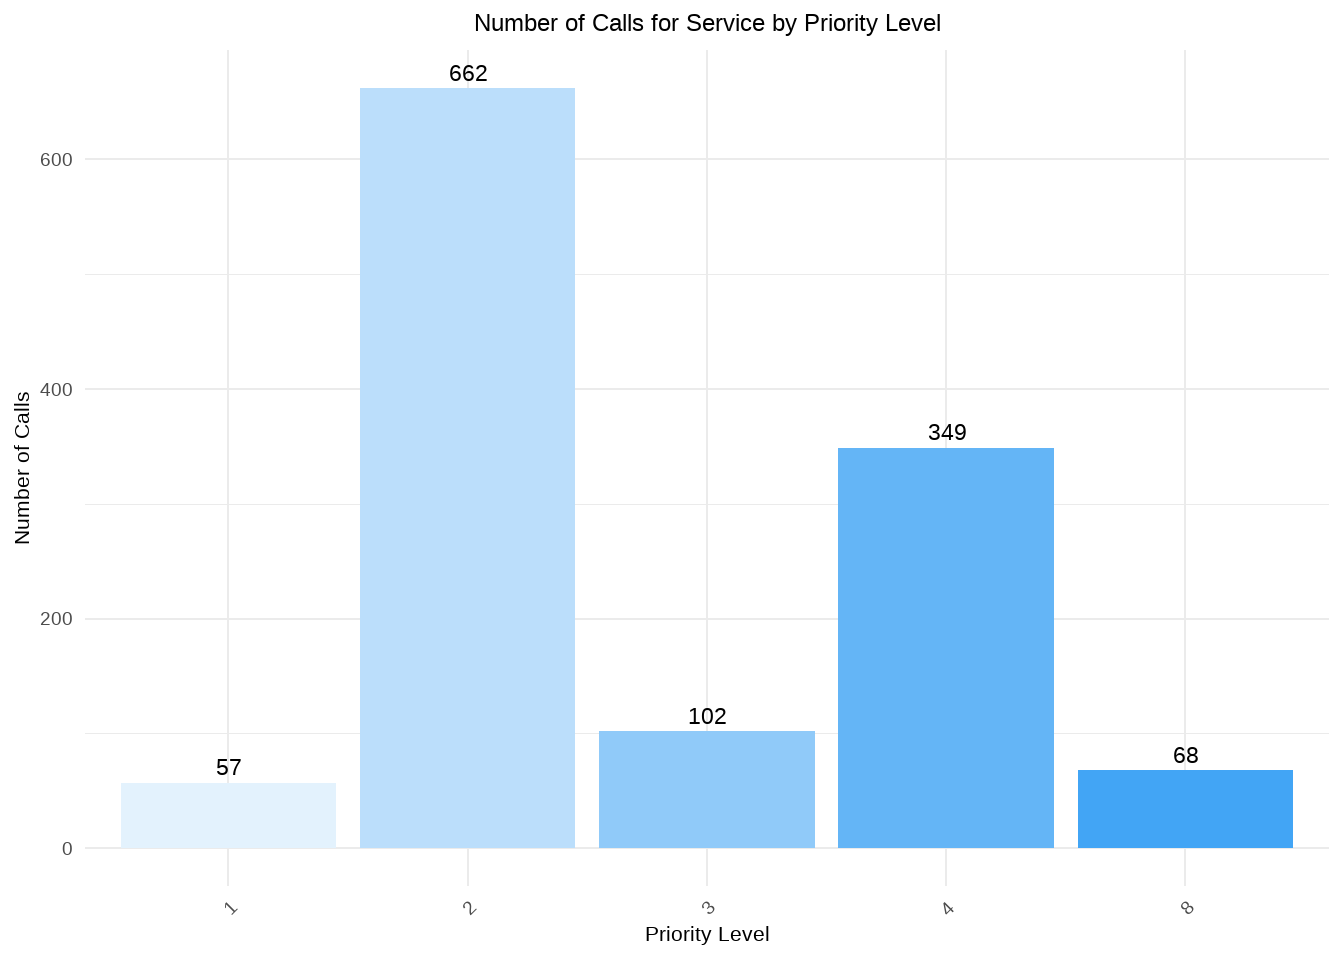 Number of Calls for Service by Priority Level
662
600
400
349
Number of Calls
200
102
57
68
0
1 2 3 4 8
Priority Level